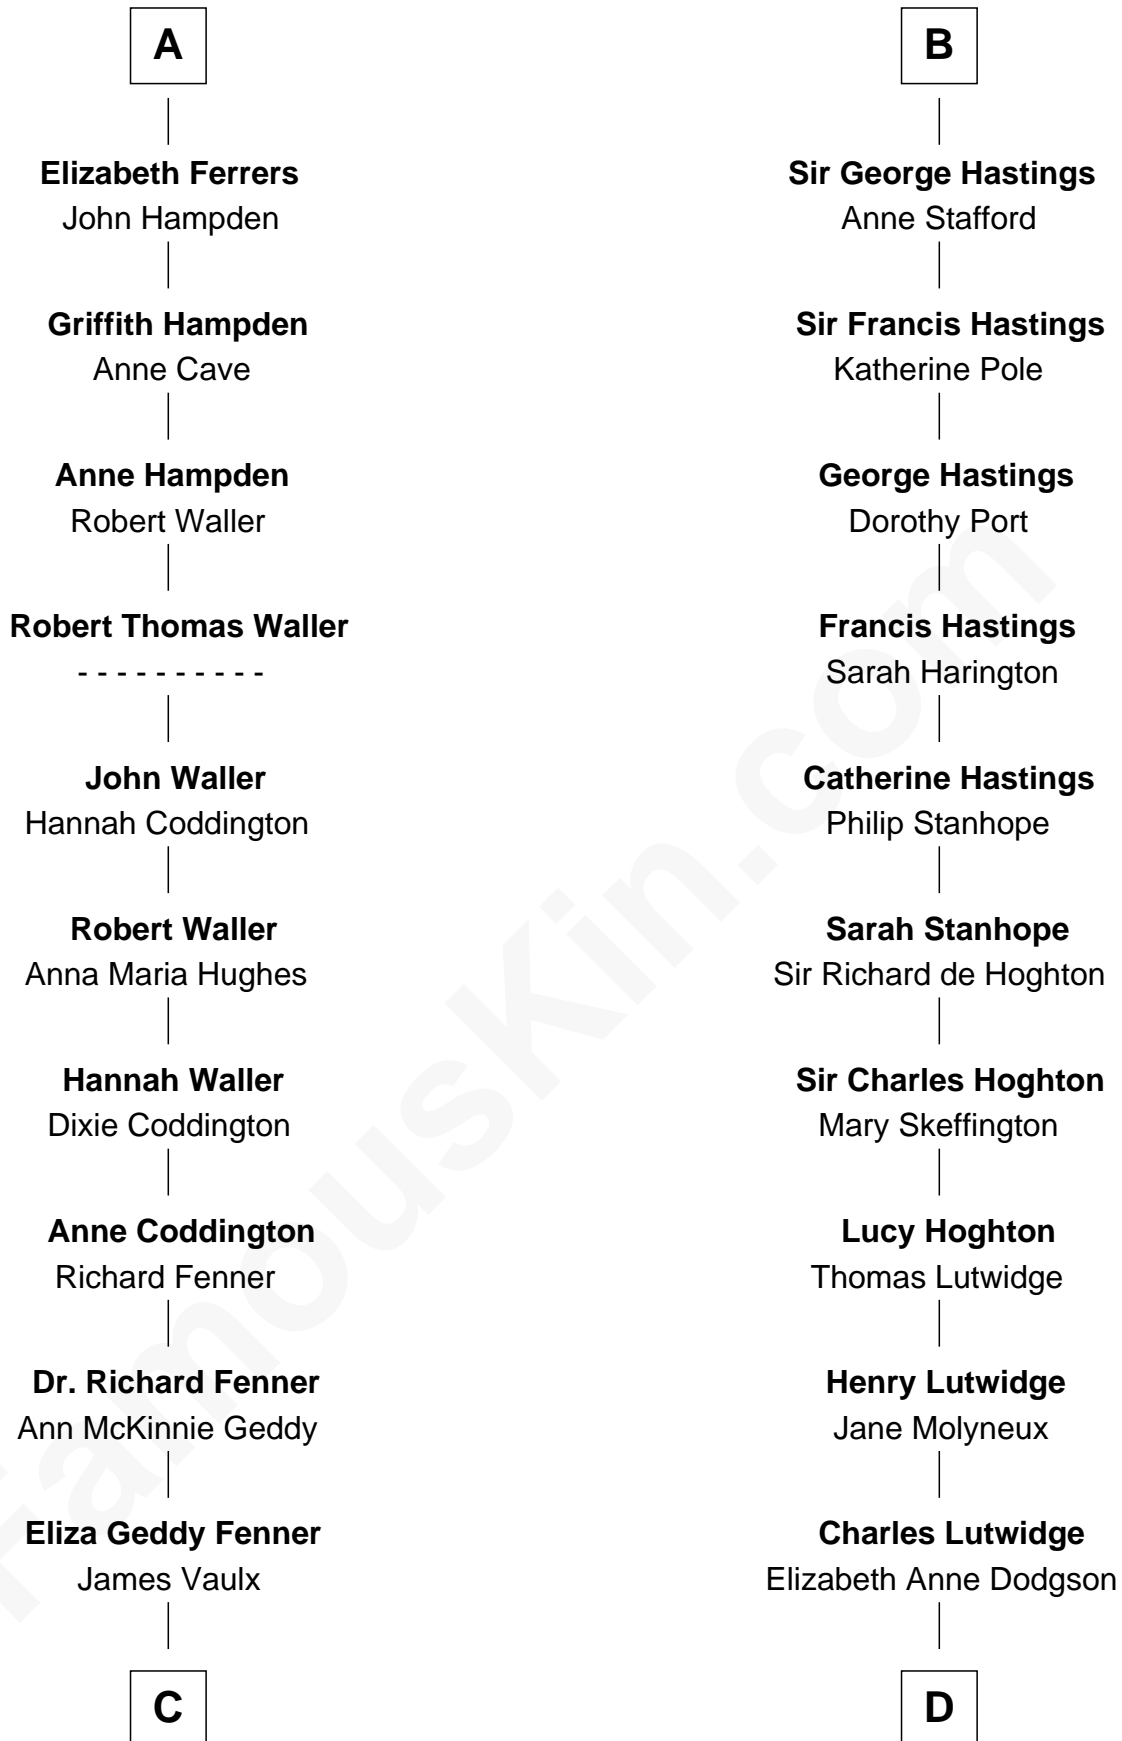 A
Elizabeth Ferrers
John Hampden
Griffith Hampden
Anne Cave
Anne Hampden
Robert Waller
Robert Thomas Waller
- - - - - - - - - -
John Waller
Hannah Coddington
Robert Waller
Anna Maria Hughes
Hannah Waller
Dixie Coddington
Anne Coddington
Richard Fenner
Dr. Richard Fenner
Ann McKinnie Geddy
Eliza Geddy Fenner
James Vaulx
C
B
Sir George Hastings
Anne Stafford
Sir Francis Hastings
Katherine Pole
George Hastings
Dorothy Port
Francis Hastings
Sarah Harington
Catherine Hastings
Philip Stanhope
Sarah Stanhope
Sir Richard de Hoghton
Sir Charles Hoghton
Mary Skeffington
Lucy Hoghton
Thomas Lutwidge
Henry Lutwidge
Jane Molyneux
Charles Lutwidge
Elizabeth Anne Dodgson
D
FamousKin.com